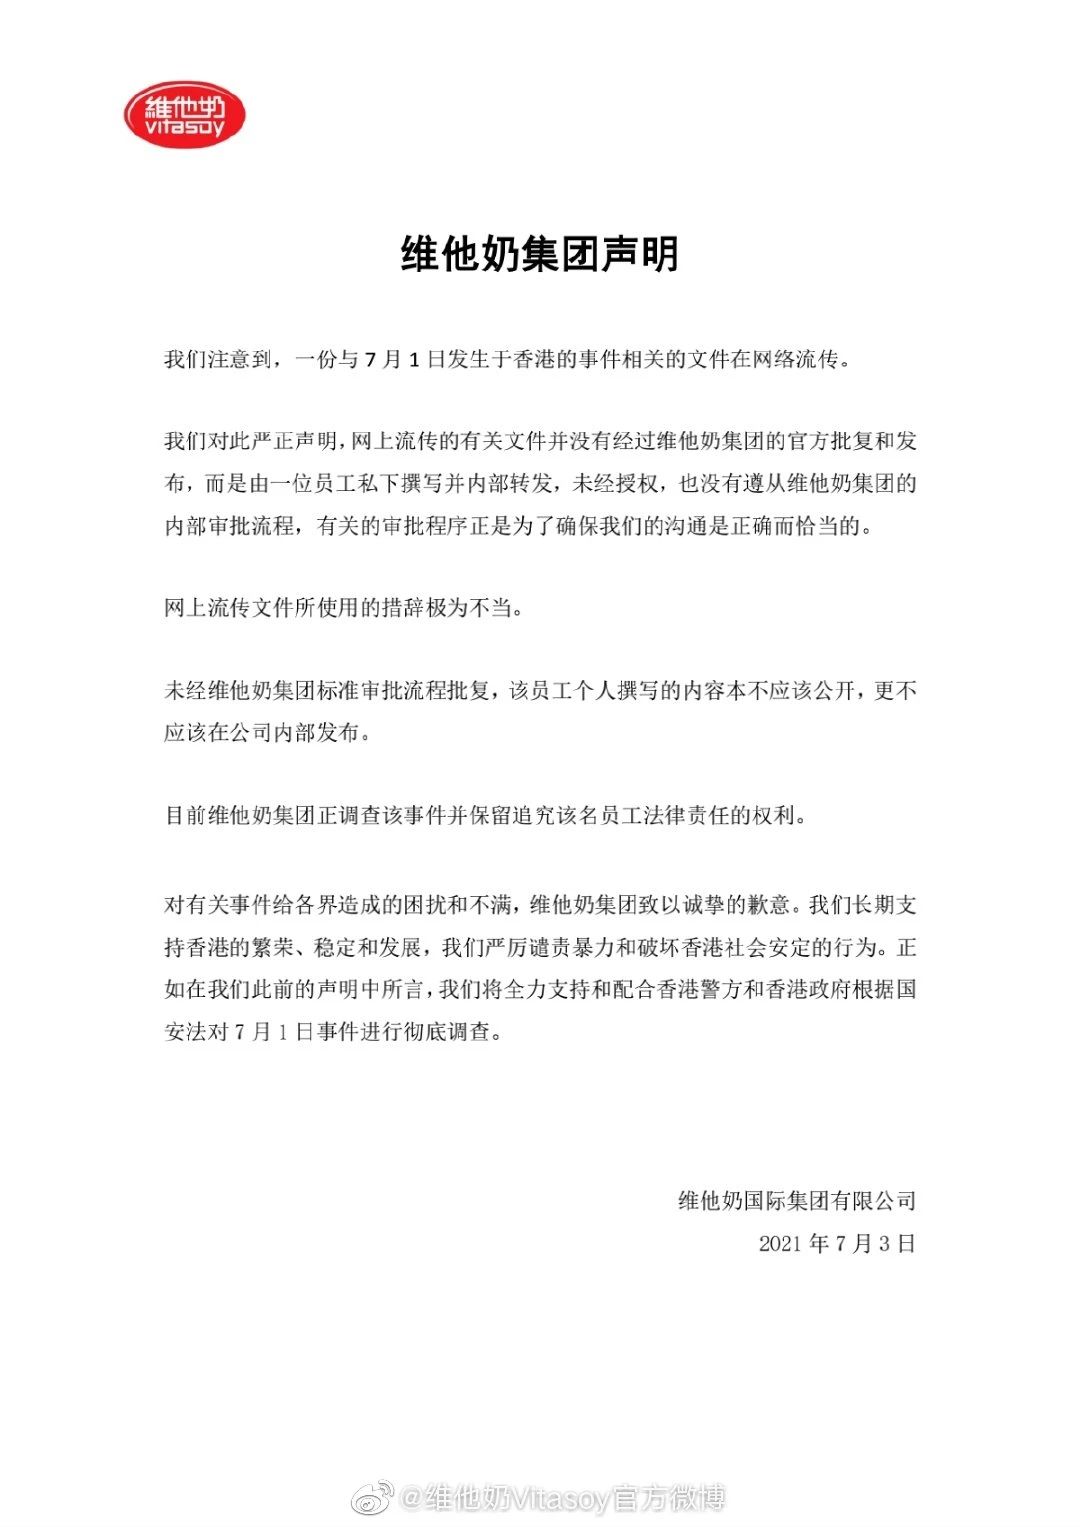 維他奶
vitasoy
维他奶集团声明
我们注意到，一份与 7 月 1 日发生于香港的事件相关的文件在网络流传。
我们对此严正声明，网上流传的有关文件并没有经过维他奶集团的官方批复和发
布，而是由一位员工私下撰写并内部转发，未经授权，也没有遵从维他奶集团的
内部审批流程，有关的审批程序正是为了确保我们的沟通是正确而恰当的。
网上流传文件所使用的措辞极为不当。
未经维他奶集团标准审批流程批复，该员工个人撰写的内容本不应该公开，更不
应该在公司内部发布。
目前维他奶集团正调查该事件并保留追究该名员工法律责任的权利。
对有关事件给各界造成的困扰和不满，维他奶集团致以诚挚的歉意。我们长期支
持香港的繁荣、稳定和发展，我们严厉谴责暴力和破坏香港社会安定的行为。正
如在我们此前的声明中所言，我们将全力支持和配合香港警方和香港政府根据国
安法对 7 月 1 日事件进行彻底调查。
维他奶国际集团有限公司
2021 年 7 月 3 日
@维他奶Vitasoy官方微博